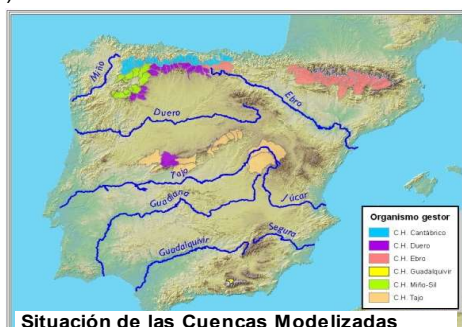 Miño
Duero
Ebro
Tajo
Guadiana
Júcar
Guadalquivir
Segura
Organismo gestor
C.H. Cantábrico
C.H. Duero
C.H. Ebro
C.H. Guadalquivir
C.H. Miño-Sil
C.H. Tajo
Situación de las Cuencas Modelizadas